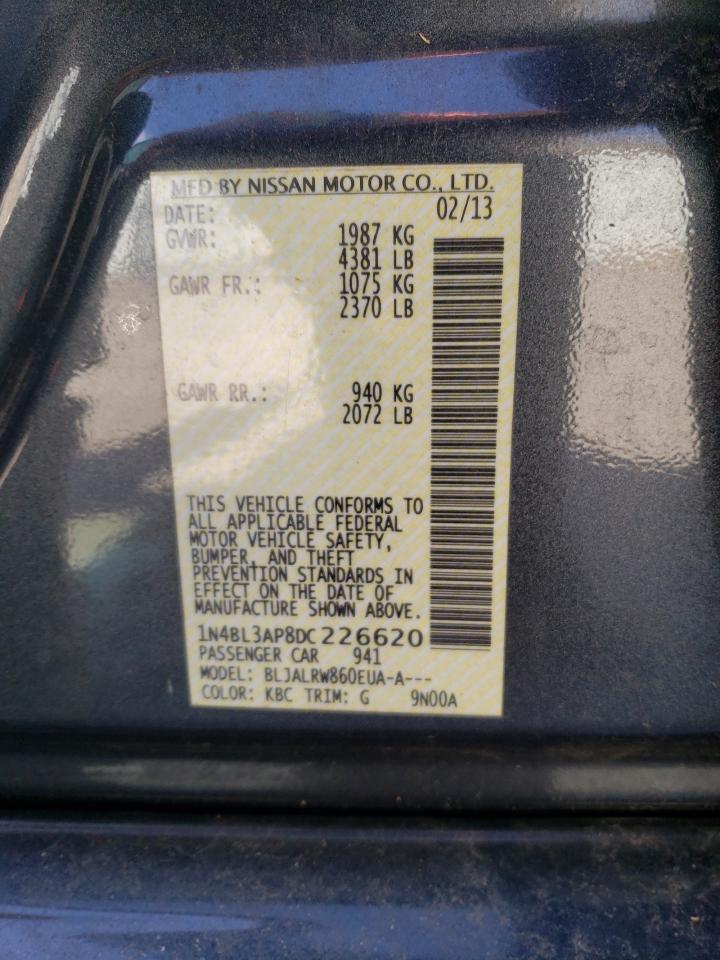 MFD BY NISSAN MOTOR CO., LTD.
DATE: 02/13
GVWR: 1987 KG
4381 LB
GAWR FR.: 1075 KG
2370 LB
GAWR RR.: 940 KG
2072 LB
THIS VEHICLE CONFORMS TO
ALL APPLICABLE FEDERAL
MOTOR VEHICLE SAFETY,
BUMPER, AND THEFT
PREVENTION STANDARDS IN
EFFECT ON THE DATE OF
MANUFACTURE SHOWN ABOVE.
1N4BL3AP8DC226620
PASSENGER CAR 941
MODEL: BLJALRW860EUA-A---
COLOR: KBC TRIM: G 9N00A